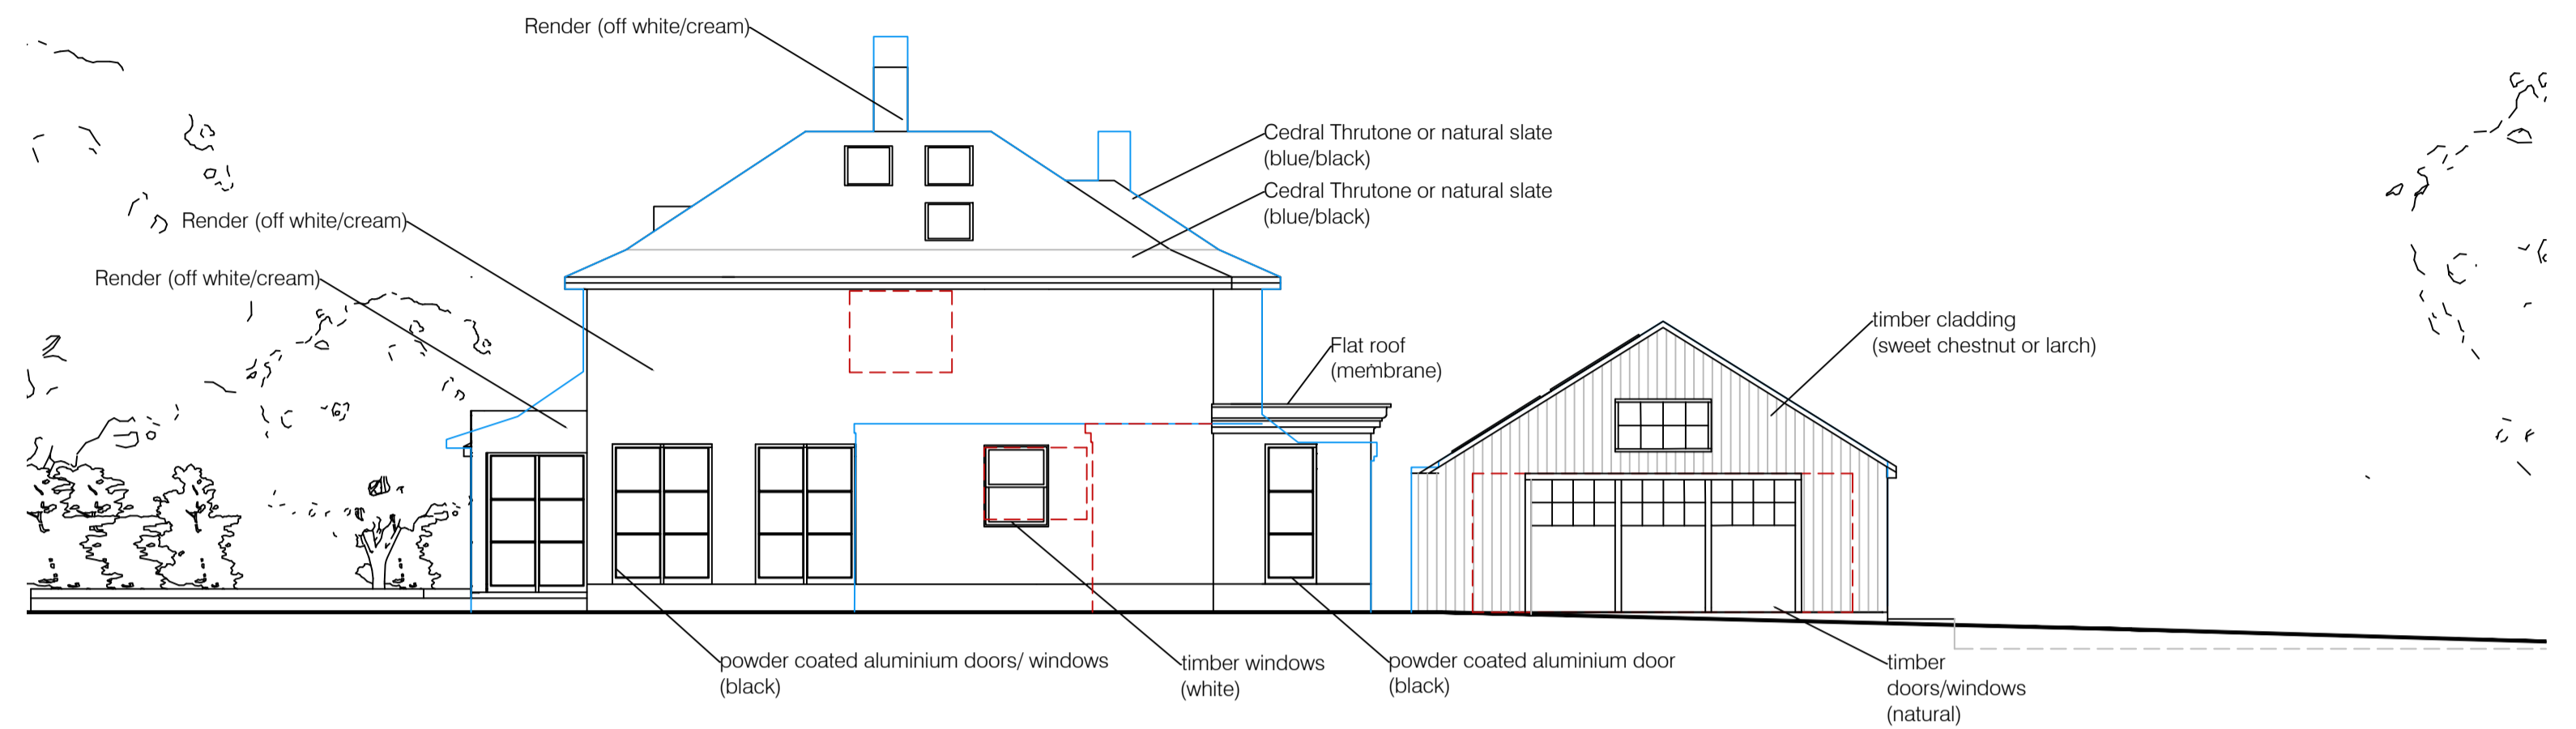 Render (off white/cream)
Cedral Thrutone or natural slate
(blue/black)
Cedral Thrutone or natural slate
(blue/black)
Render (off white/cream)
Render (off white/cream)
Flat roof
(membrane)
timber cladding
(sweet chestnut or larch)
powder coated aluminium doors/ windows
(black)
timber windows
(white)
powder coated aluminium door
(black)
timber
doors/windows
(natural)